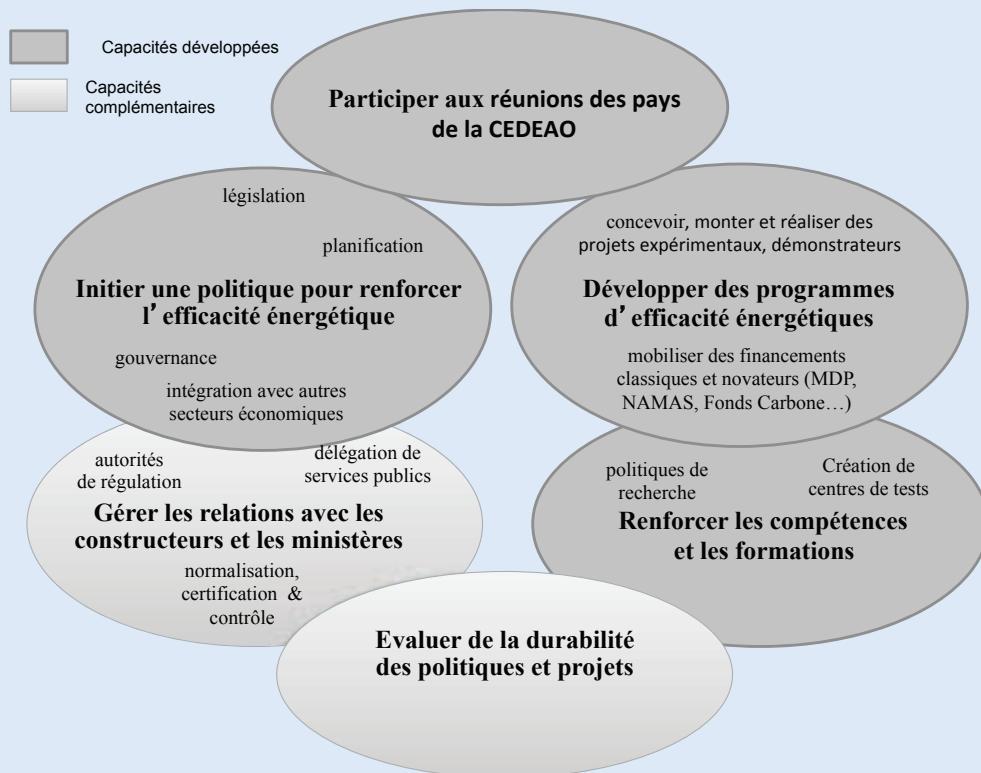 Capacités développées
Capacités
complémentaires
Participer aux réunions des pays
de la CEDEAO
législation
planification
Initier une politique pour renforcer
l’efficacité énergétique
gouvernance
intégration avec autres
secteurs économiques
concevoir, monter et réaliser des
projets expérimentaux, démonstrateurs
Développer des programmes
d’efficacité énergétiques
mobiliser des financements
classiques et novateurs (MDP,
NAMAS, Fonds Carbone…)
autorités
de régulation
délégation de
services publics
Gérer les relations avec les
constructeurs et les ministères
normalisation,
certification &
contrôle
politiques de
recherche
Création de
centres de tests
Renforcer les compétences
et les formations
Evaluer de la durabilité
des politiques et projets